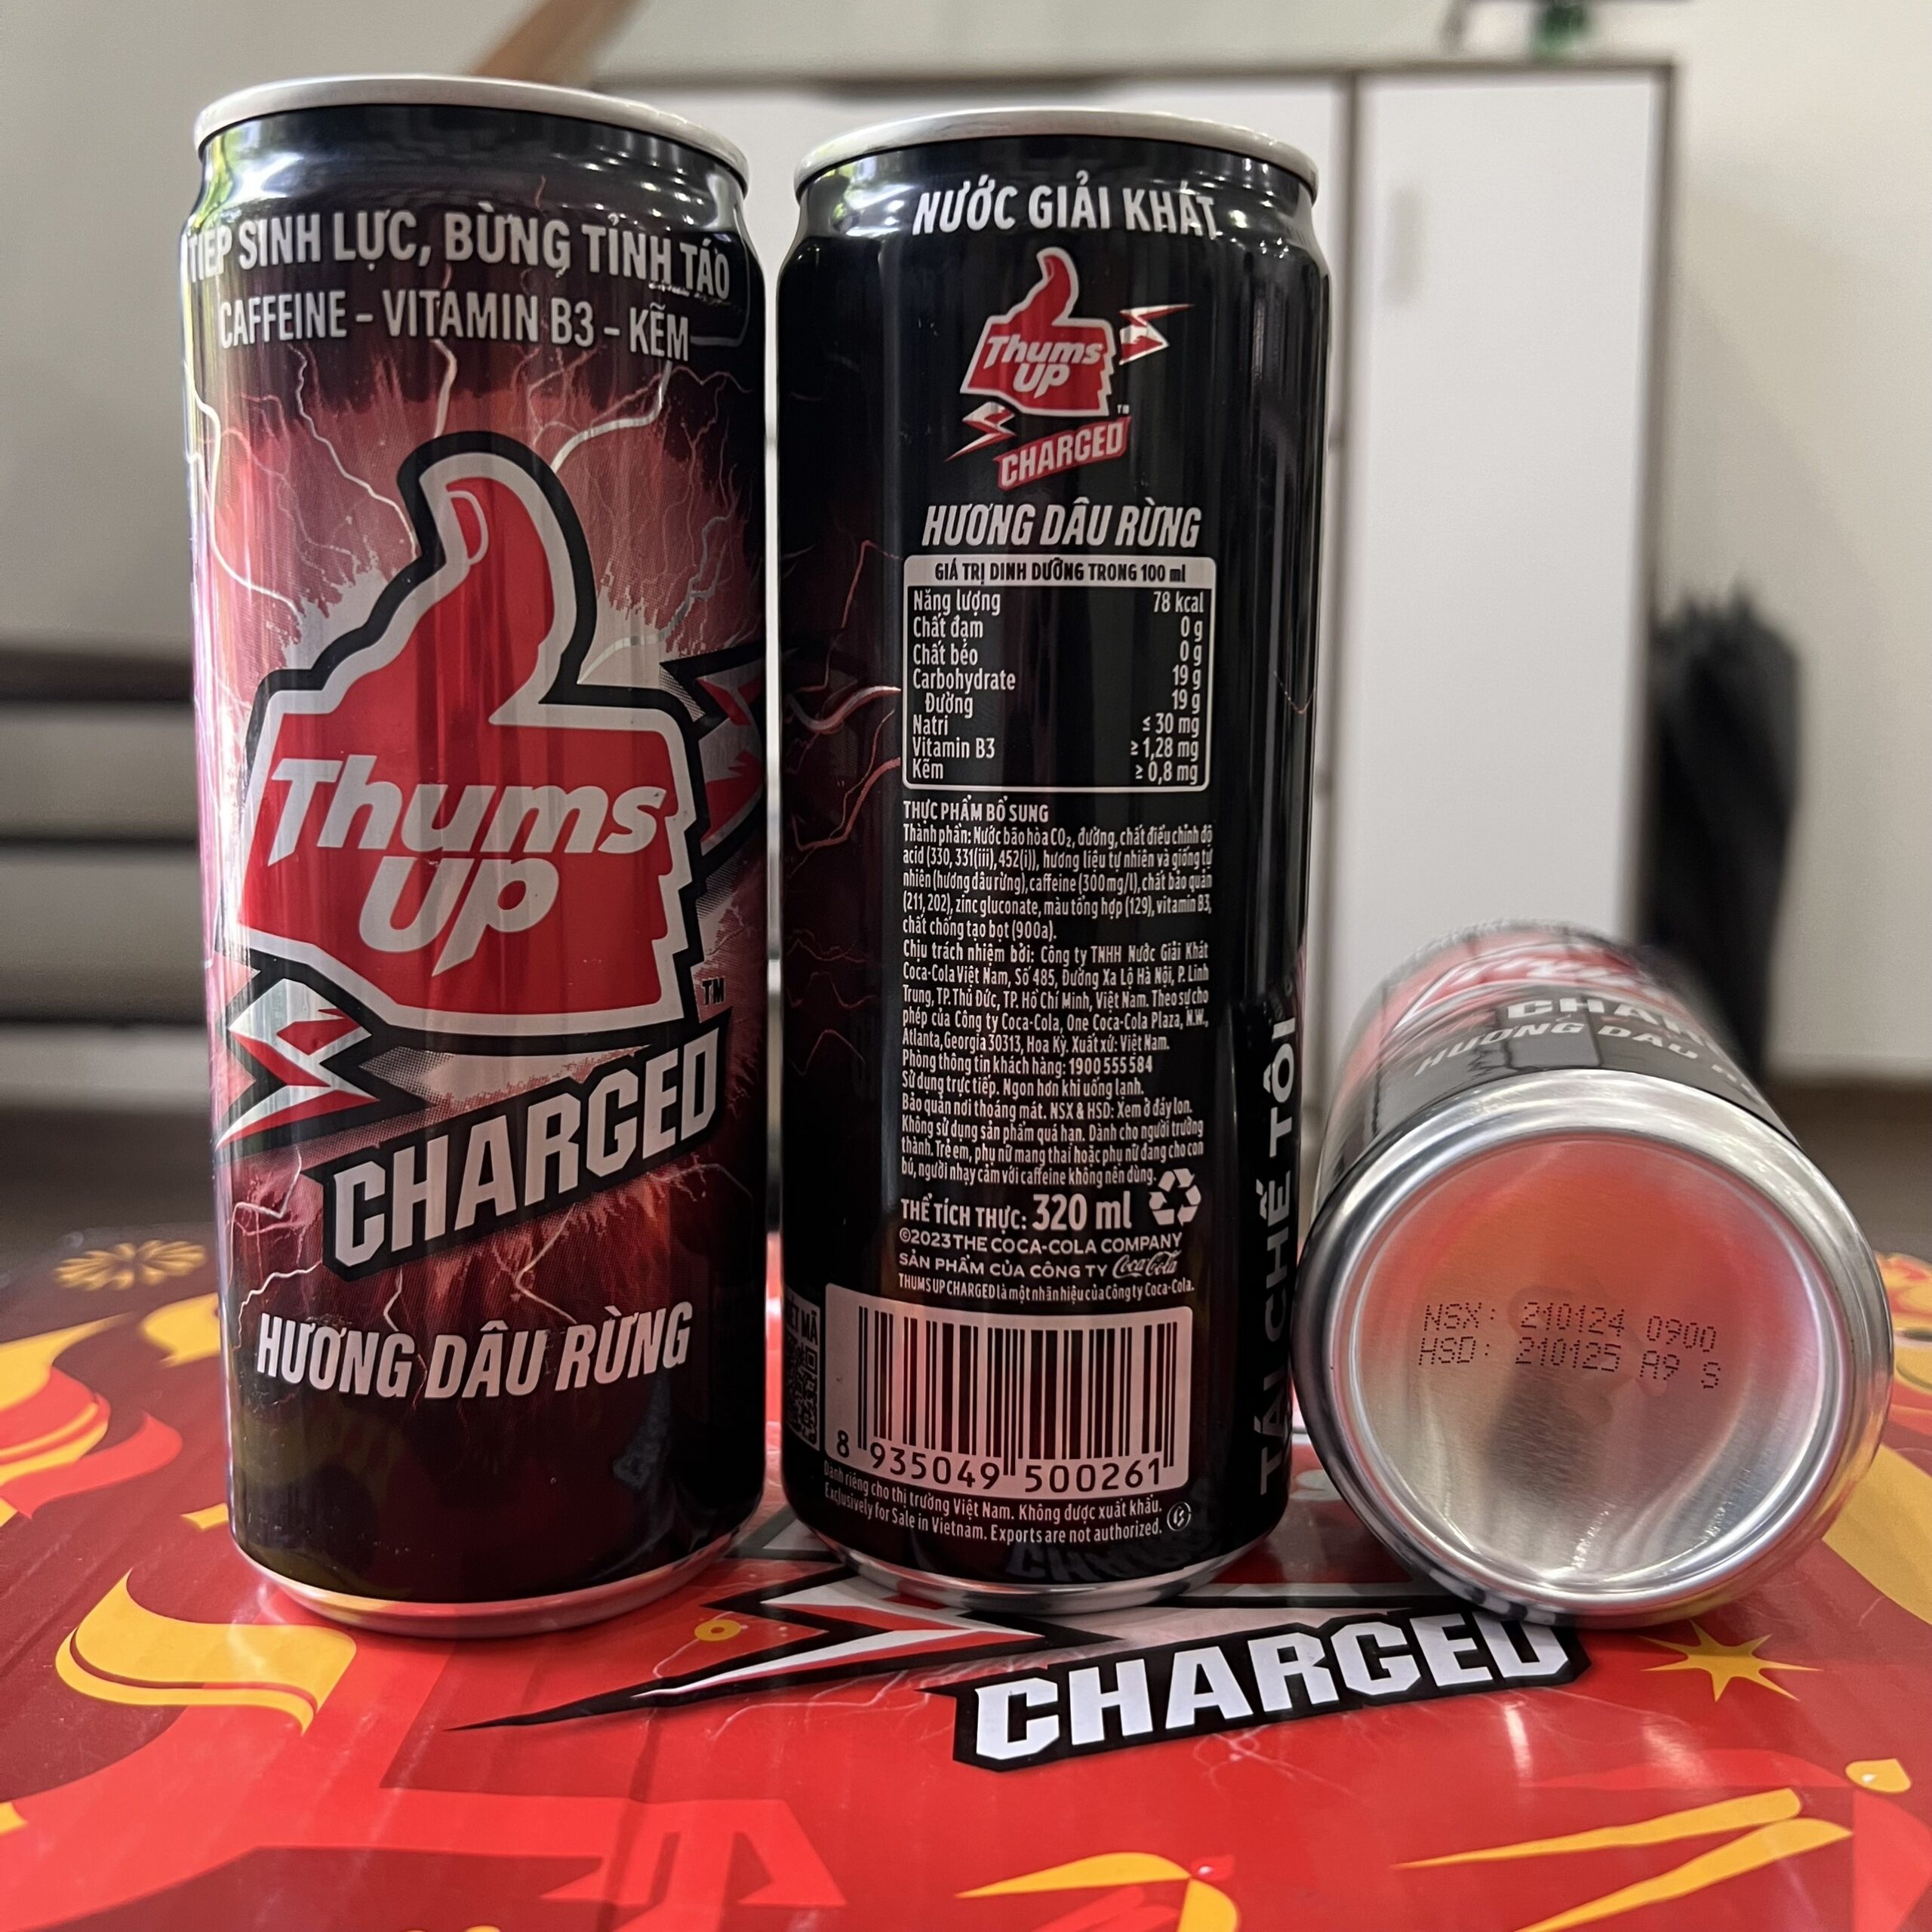 TIẾP SINH LỰC, BỪNG TỈNH TÁO
CAFFEINE – VITAMIN B3 – KẼM
Thums
UP
TM
CHARGED
HƯƠNG DÂU RỪNG
NƯỚC GIẢI KHÁT
Thums
UP
TM
CHARGED
HƯƠNG DÂU RỪNG
GIÁ TRỊ DINH DƯỠNG TRONG 100 ml
Năng lượng 78 kcal
Chất đạm 0 g
Chất béo 0 g
Carbohydrate 19 g
Đường 19 g
Natri ≤ 30 mg
Vitamin B3 ≥ 1,28 mg
Kẽm ≥ 0,8 mg
THỰC PHẨM BỔ SUNG
Thành phần: Nước bão hòa CO₂, đường, chất điều chỉnh độ
acid (330, 331(iii), 452(i)), hương liệu tự nhiên và giống tự
nhiên (hương dâu rừng), caffeine (300mg/l), chất bảo quản
(211, 202), zinc gluconate, màu tổng hợp (129), vitamin B3,
chất chống tạo bọt (900a).
Chịu trách nhiệm bởi: Công ty TNHH Nước Giải Khát
Coca-Cola Việt Nam, Số 485, Đường Xa Lộ Hà Nội, P. Linh
Trung, TP. Thủ Đức, TP. Hồ Chí Minh, Việt Nam. Theo sự cho
phép của Công ty Coca-Cola, One Coca-Cola Plaza, N.W.,
Atlanta, Georgia 30313, Hoa Kỳ. Xuất xứ: Việt Nam.
Phòng thông tin khách hàng: 1900 555 584
Sử dụng trực tiếp. Ngon hơn khi uống lạnh.
Bảo quản nơi thoáng mát. NSX & HSD: Xem ở đáy lon.
Không sử dụng sản phẩm quá hạn. Dành cho người trưởng
thành. Trẻ em, phụ nữ mang thai hoặc phụ nữ đang cho con
bú, người nhạy cảm với caffeine không nên dùng.
THỂ TÍCH THỰC: 320 ml
©2023 THE COCA-COLA COMPANY
SẢN PHẨM CỦA CÔNG TY Coca-Cola
THUMS UP CHARGED là một nhãn hiệu của Công ty Coca-Cola.
8 935049 500261
Dành riêng cho thị trường Việt Nam. Không được xuất khẩu.
Exclusively for Sale in Vietnam. Exports are not authorized.
TÁI CHẾ TÔI
HƯƠNG DÂU
NSX: 210124 0900
HSD: 210125 A9 S
CHARGED